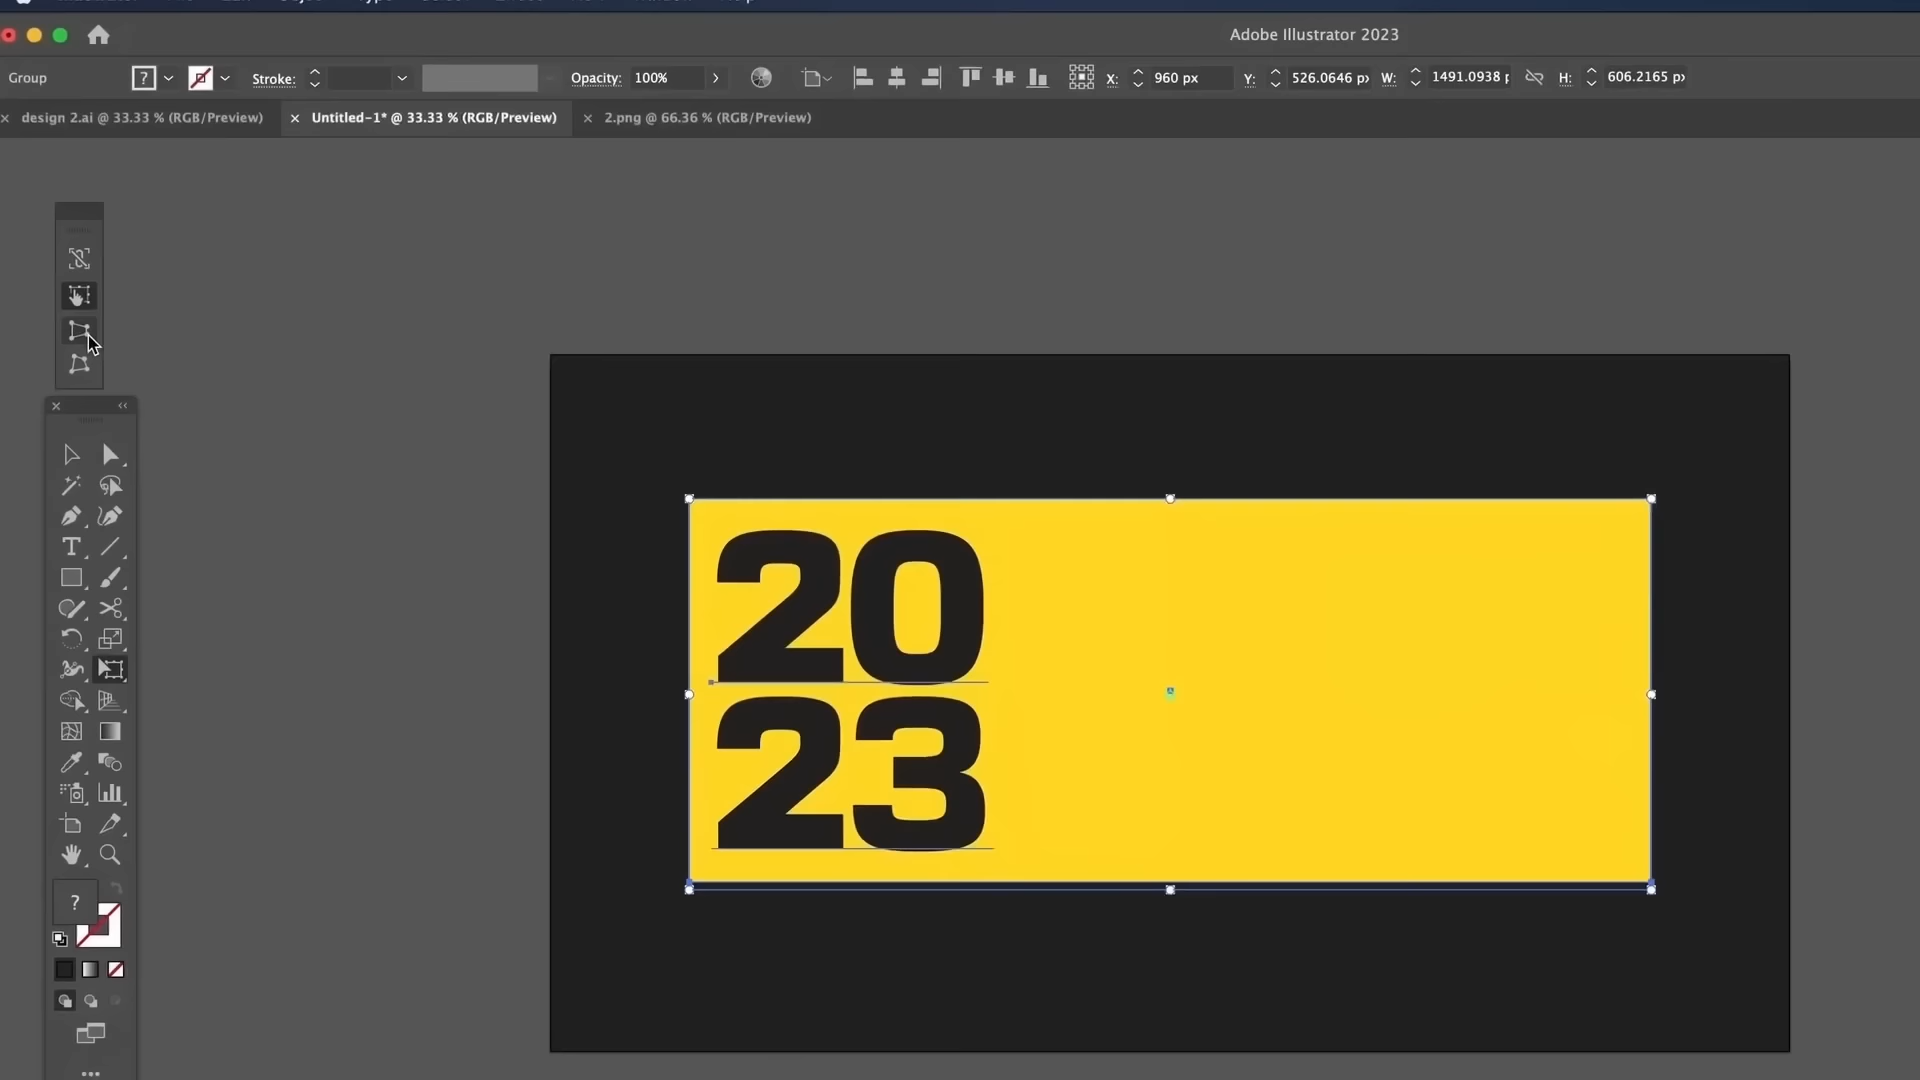 Adobe Illustrator 2023
Group
?
Stroke:
Opacity: 100%
X: 960 px
Y: 526.0646 px
W: 1491.0938 p
H: 606.2165 px
design 2.ai @ 33.33 % (RGB/Preview)
Untitled-1* @ 33.33 % (RGB/Preview)
2.png @ 66.36 % (RGB/Preview)
20
23
?